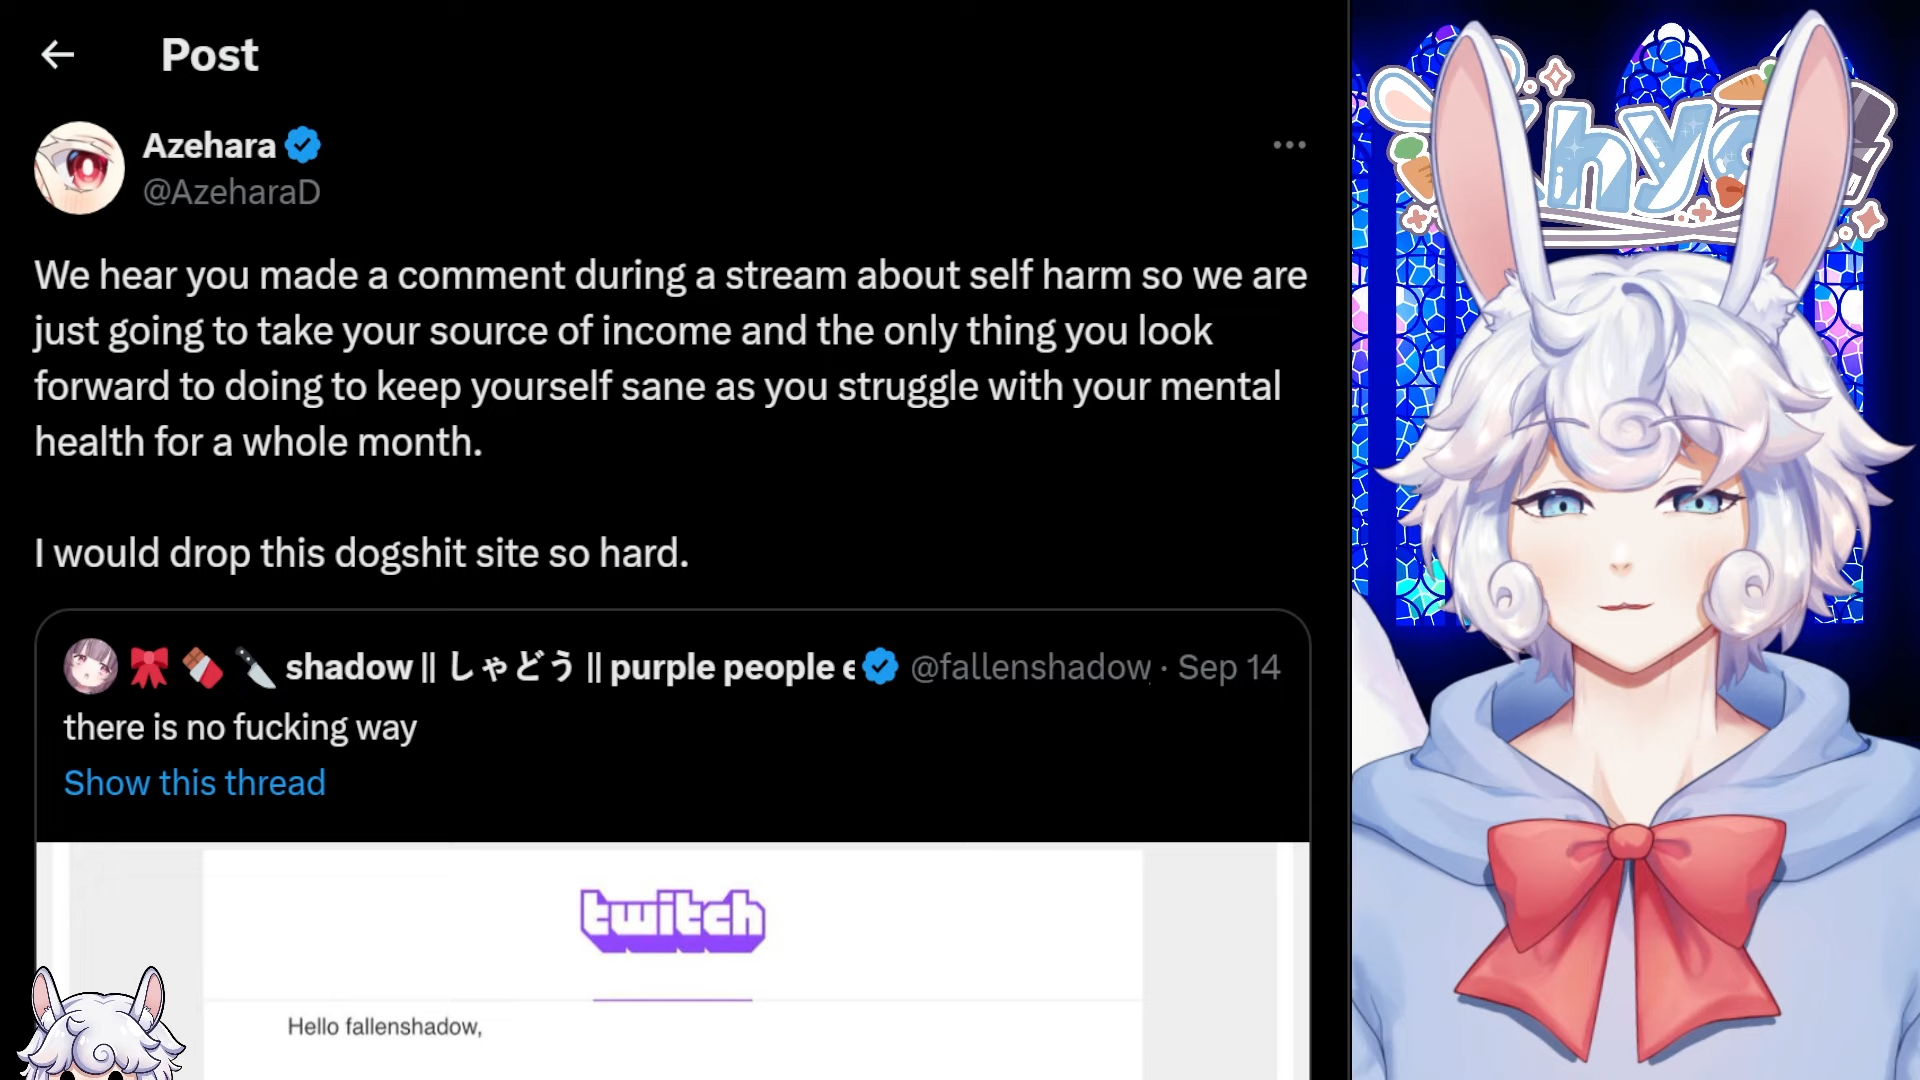 Post
Azehara
@AzeharaD
We hear you made a comment during a stream about self harm so we are
just going to take your source of income and the only thing you look
forward to doing to keep yourself sane as you struggle with your mental
health for a whole month.
I would drop this dogshit site so hard.
shadow || しゃどう || purple people e @fallenshadow · Sep 14
there is no fucking way
Show this thread
twitch
Hello fallenshadow,